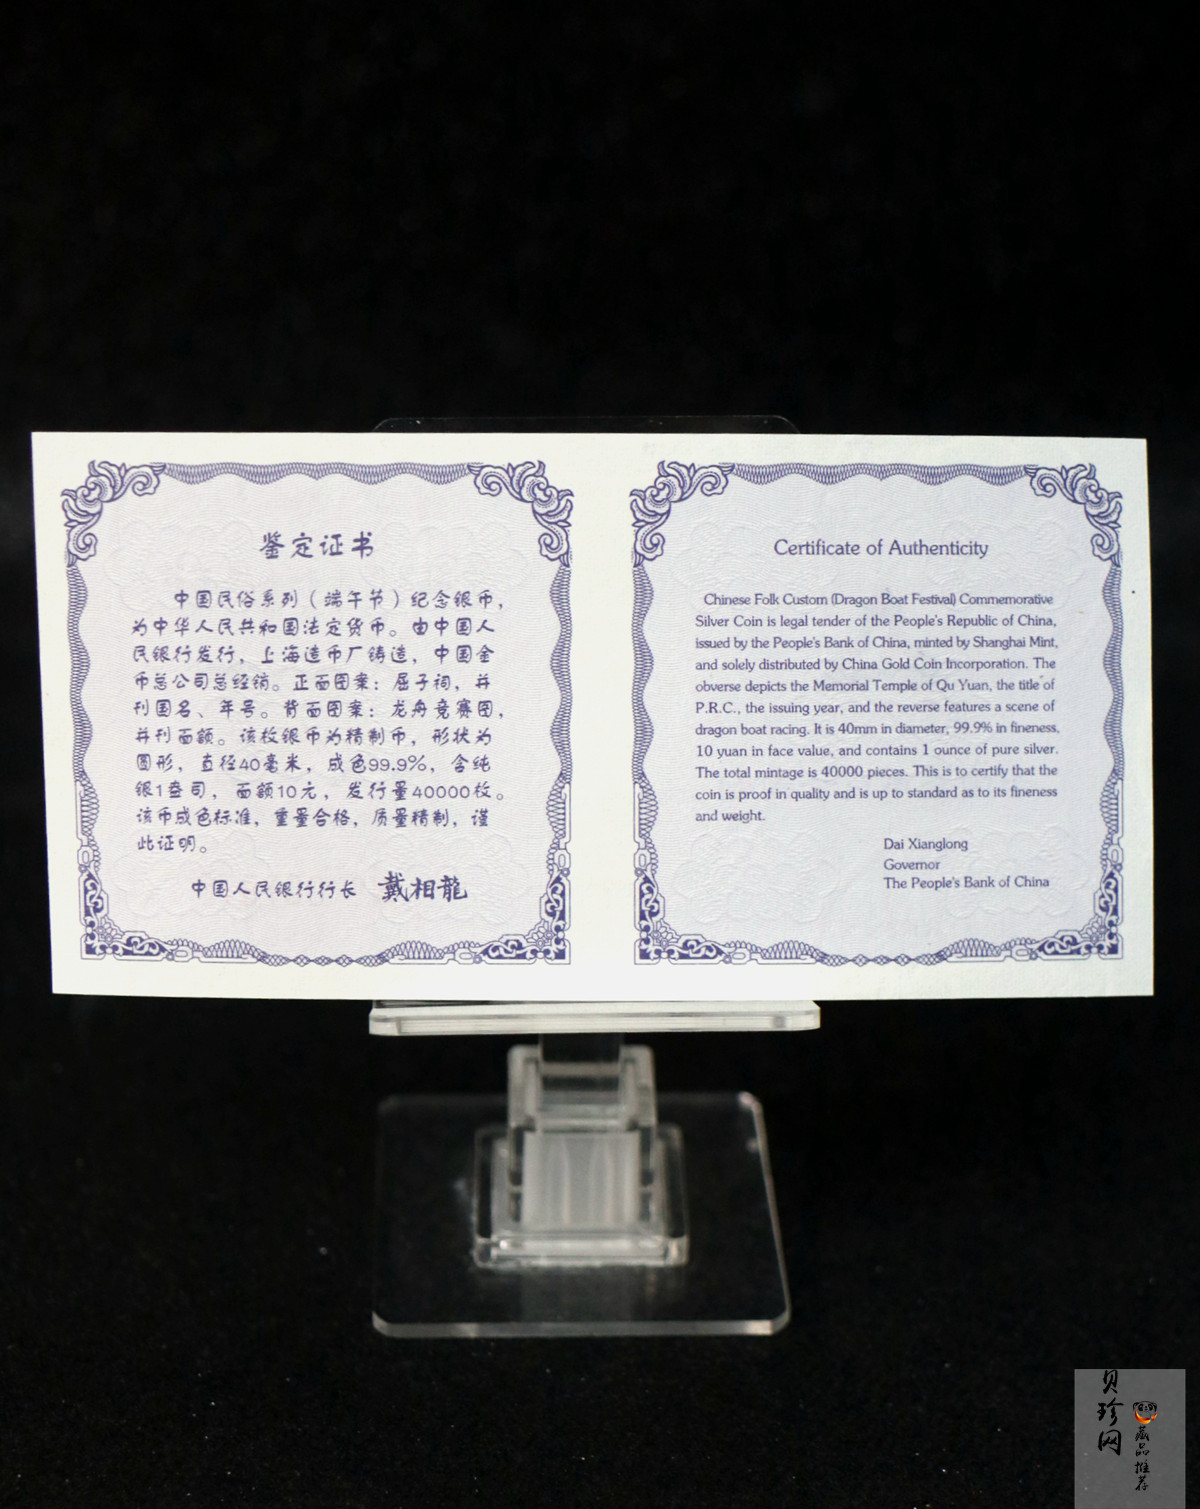 鉴定证书
中国民俗系列（端午节）纪念银币，
为中华人民共和国法定货币。由中国人
民银行发行，上海造币厂铸造，中国金
币总公司总经销。正面图案：屈子祠，并
刊国名、年号。背面图案：龙舟竞赛图，
并刊面额。该枚银币为精制币，形状为
圆形，直径40毫米，成色99.9%，含纯
银1盎司，面额10元，发行量40000枚。
该币成色标准，重量合格，质量精制，谨
此证明。
中国人民银行行长 戴相龍
Certificate of Authenticity
Chinese Folk Custom (Dragon Boat Festival) Commemorative
Silver Coin is legal tender of the People's Republic of China,
issued by the People's Bank of China, minted by Shanghai Mint,
and solely distributed by China Gold Coin Incorporation. The
obverse depicts the Memorial Temple of Qu Yuan, the title of
P.R.C., the issuing year, and the reverse features a scene of
dragon boat racing. It is 40mm in diameter, 99.9% in fineness,
10 yuan in face value, and contains 1 ounce of pure silver.
The total mintage is 40000 pieces. This is to certify that the
coin is proof in quality and is up to standard as to its fineness
and weight.
Dai Xianglong
Governor
The People's Bank of China
贝珍网
藏品推荐